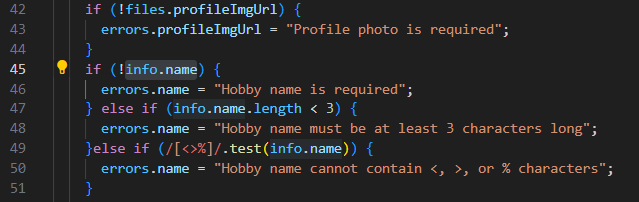 42 if (!files.profileImgUrl) {
43 errors.profileImgUrl = "Profile photo is required";
44 }
45 if (!info.name) {
46 errors.name = "Hobby name is required";
47 } else if (info.name.length < 3) {
48 errors.name = "Hobby name must be at least 3 characters long";
49 }else if (/[<>%]/.test(info.name)) {
50 errors.name = "Hobby name cannot contain <, >, or % characters";
51 }